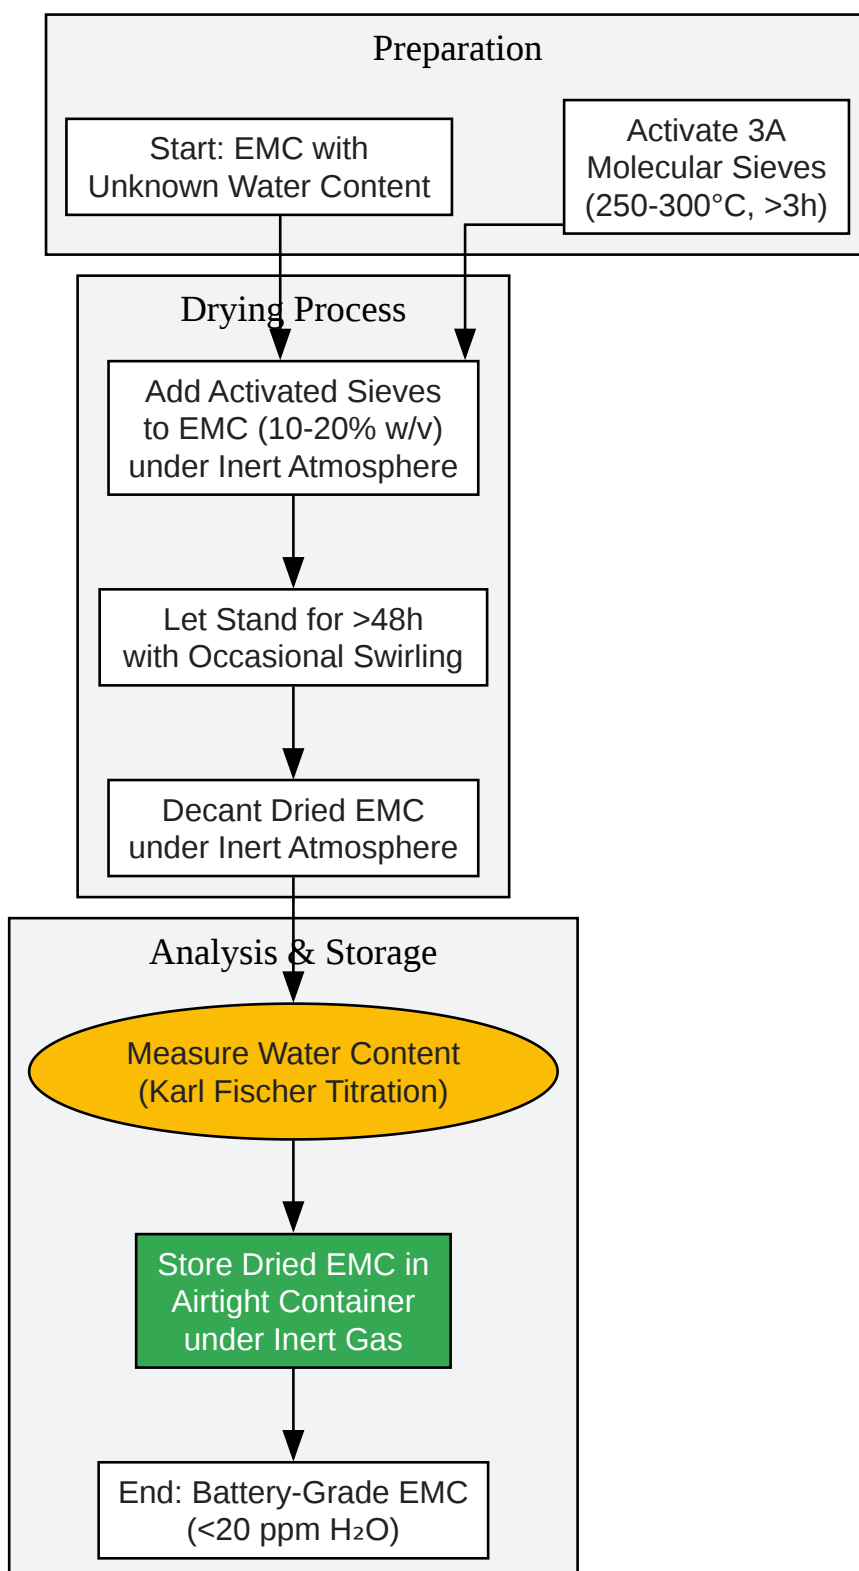 Preparation
Start: EMC with
Unknown Water Content
Activate 3A
Molecular Sieves
(250-300°C, >3h)
Drying Process
Add Activated Sieves
to EMC (10-20% w/v)
under Inert Atmosphere
Let Stand for >48h
with Occasional Swirling
Decant Dried EMC
under Inert Atmosphere
Analysis & Storage
Measure Water Content
(Karl Fischer Titration)
Store Dried EMC in
Airtight Container
under Inert Gas
End: Battery-Grade EMC
(<20 ppm H₂O)